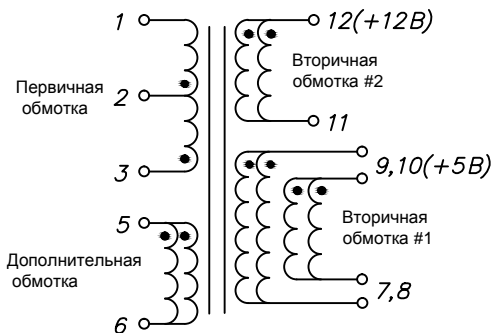 1
12(+12В)
Вторичная
обмотка #2
Первичная
обмотка
2
11
3
9,10(+5В)
5
Вторичная
обмотка #1
Дополнительная
обмотка
7,8
6